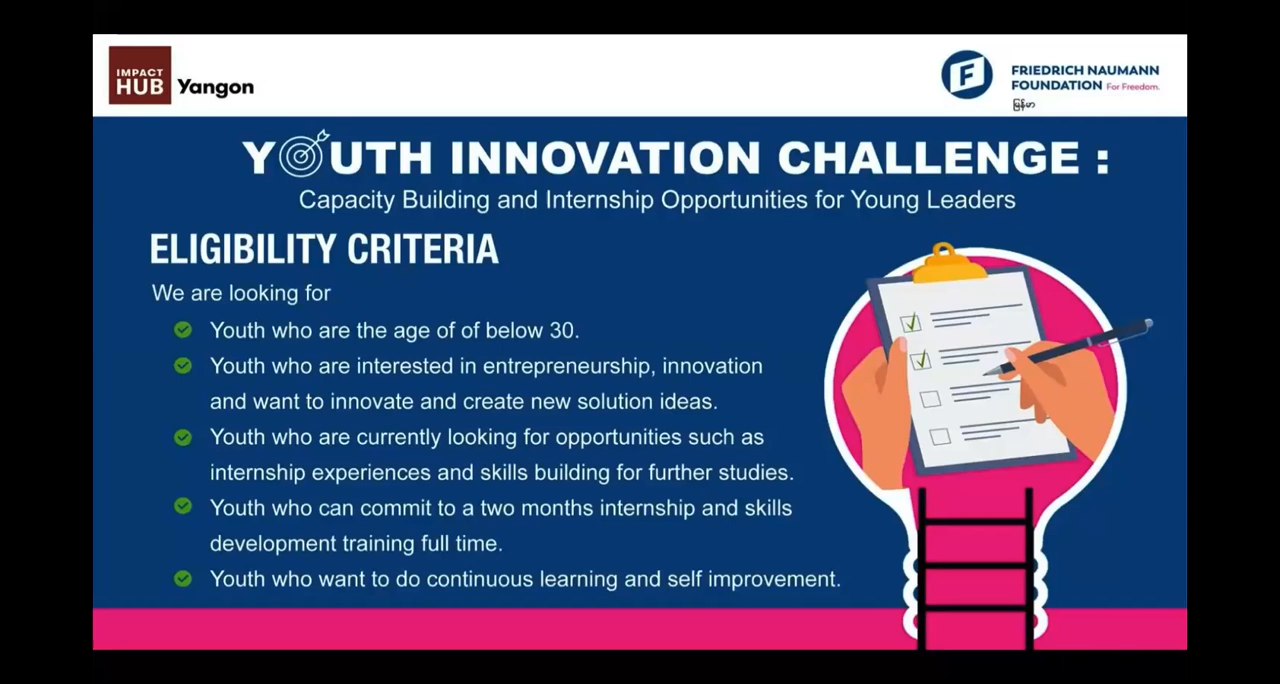 IMPACT
HUB Yangon
FRIEDRICH NAUMANN
FOUNDATION For Freedom.
မြန်မာ
YOUTH INNOVATION CHALLENGE :
Capacity Building and Internship Opportunities for Young Leaders
ELIGIBILITY CRITERIA
We are looking for
Youth who are the age of of below 30.
Youth who are interested in entrepreneurship, innovation
and want to innovate and create new solution ideas.
Youth who are currently looking for opportunities such as
internship experiences and skills building for further studies.
Youth who can commit to a two months internship and skills
development training full time.
Youth who want to do continuous learning and self improvement.